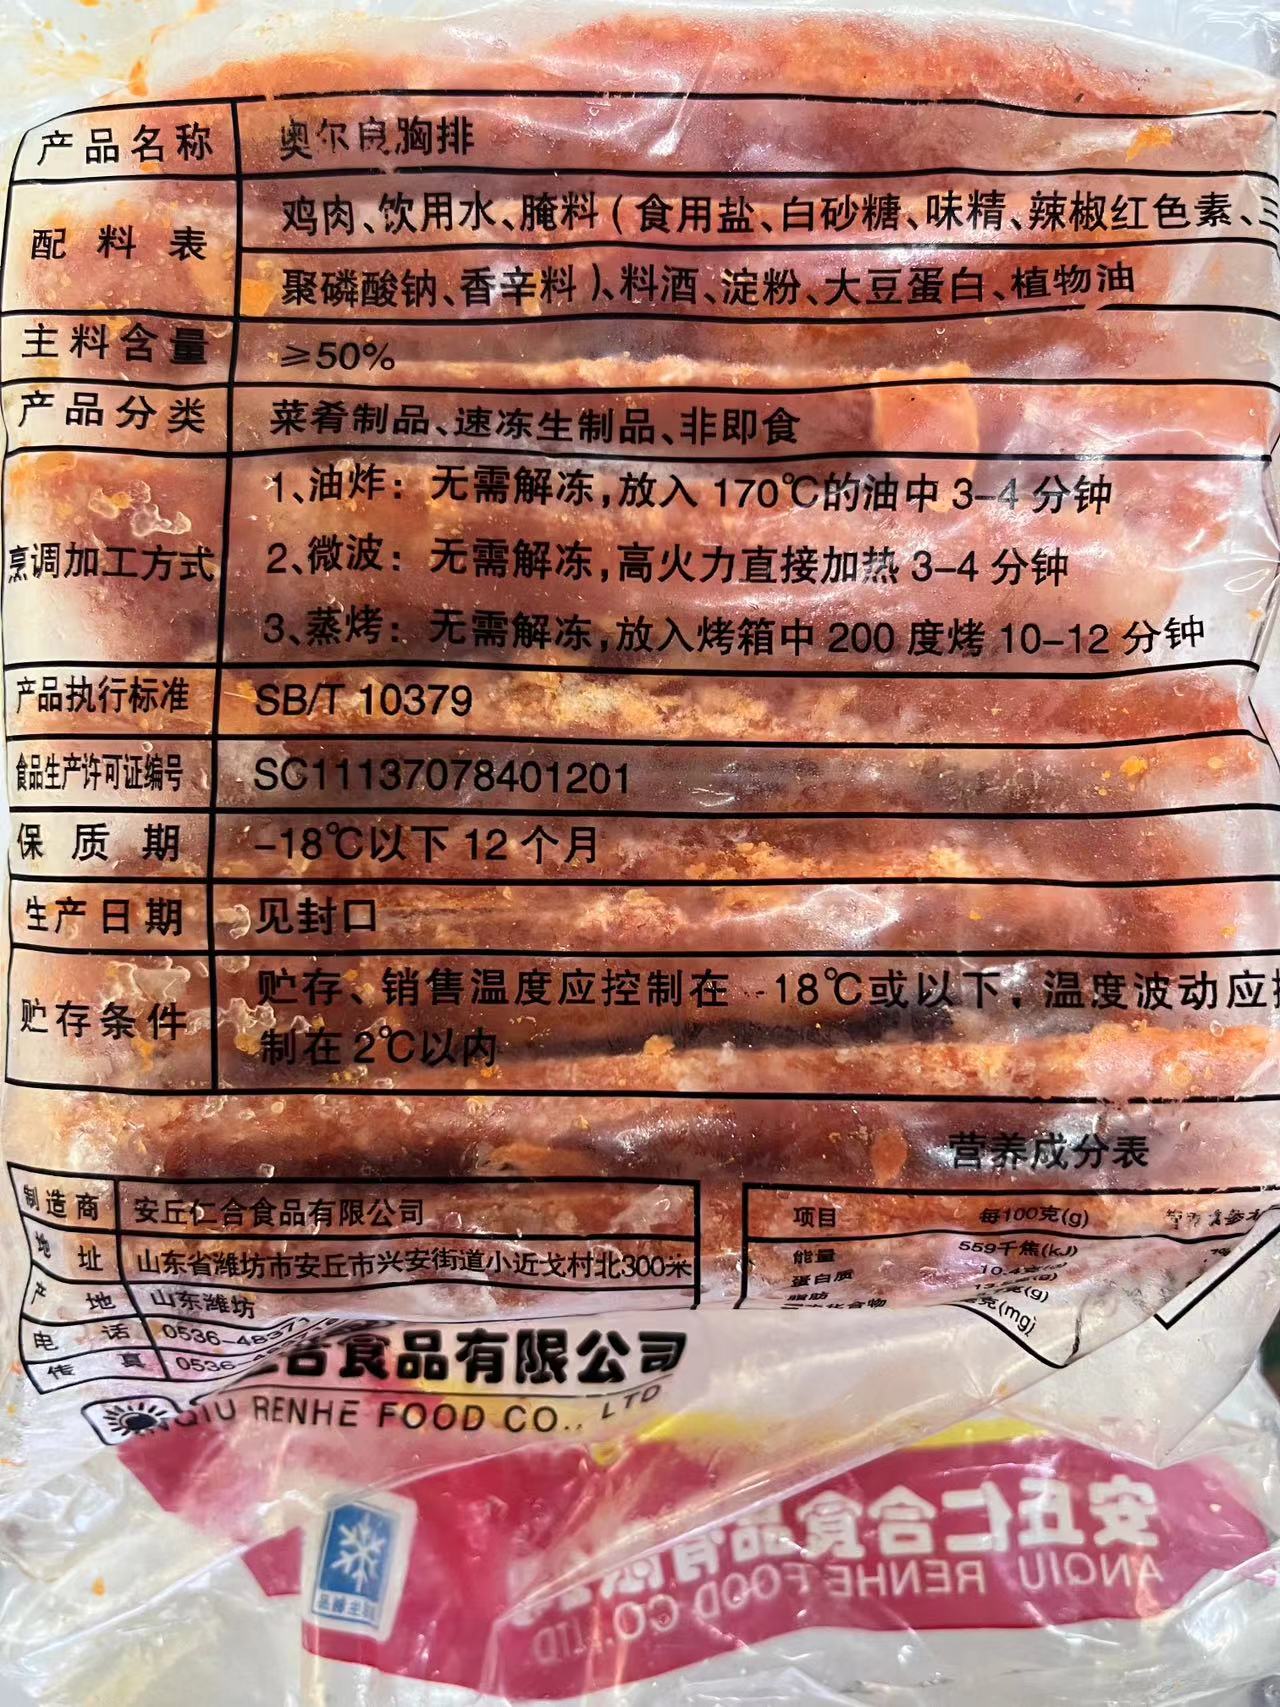 产品名称 奥尔良胸排
配料表 鸡肉、饮用水、腌料(食用盐、白砂糖、味精、辣椒红色素、三
聚磷酸钠、香辛料)、料酒、淀粉、大豆蛋白、植物油
主料含量 ≥50%
产品分类 菜肴制品、速冻生制品、非即食
烹调加工方式 1、油炸：无需解冻,放入170℃的油中3-4分钟
2、微波：无需解冻,高火力直接加热3-4分钟
3、蒸烤：无需解冻,放入烤箱中200度烤10-12分钟
产品执行标准 SB/T 10379
食品生产许可证编号 SC11137078401201
保质期 -18℃以下12个月
生产日期 见封口
贮存条件 贮存、销售温度应控制在-18℃或以下,温度波动应控
制在2℃以内
营养成分表
制造商 安丘仁合食品有限公司
地址 山东省潍坊市安丘市兴安街道小近戈村北300米
产地 山东潍坊
电话 0536-4837
传真 0536-
项目 每100克(g)
能量 559千焦(kJ)
蛋白质 10.4克(g)
脂肪
克(g)
克(mg)
合食品有限公司
QIU RENHE FOOD CO., LTD
安丘仁合食品有限
ANQIU RENHE FOOD CO.,LTD